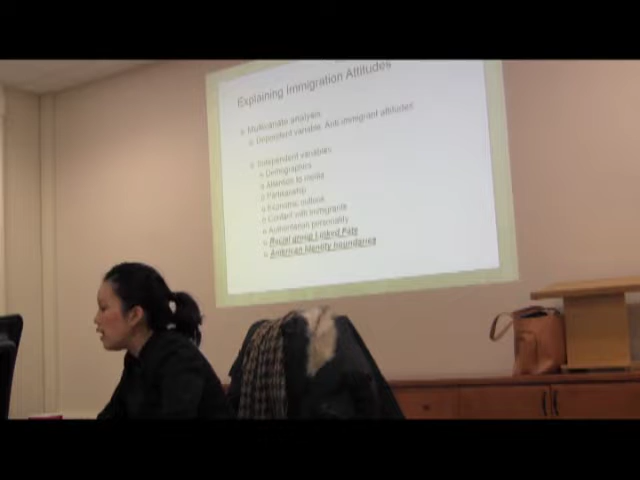 Explaining Immigration Attitudes
Multivariate analysis
Dependent variable: Anti-immigrant attitudes
Independent variables
Demographics
Attention to media
Partisanship
Economic outlook
Contact with immigrants
Authoritarian personality
Racial group Linked Fate
American Identity boundaries